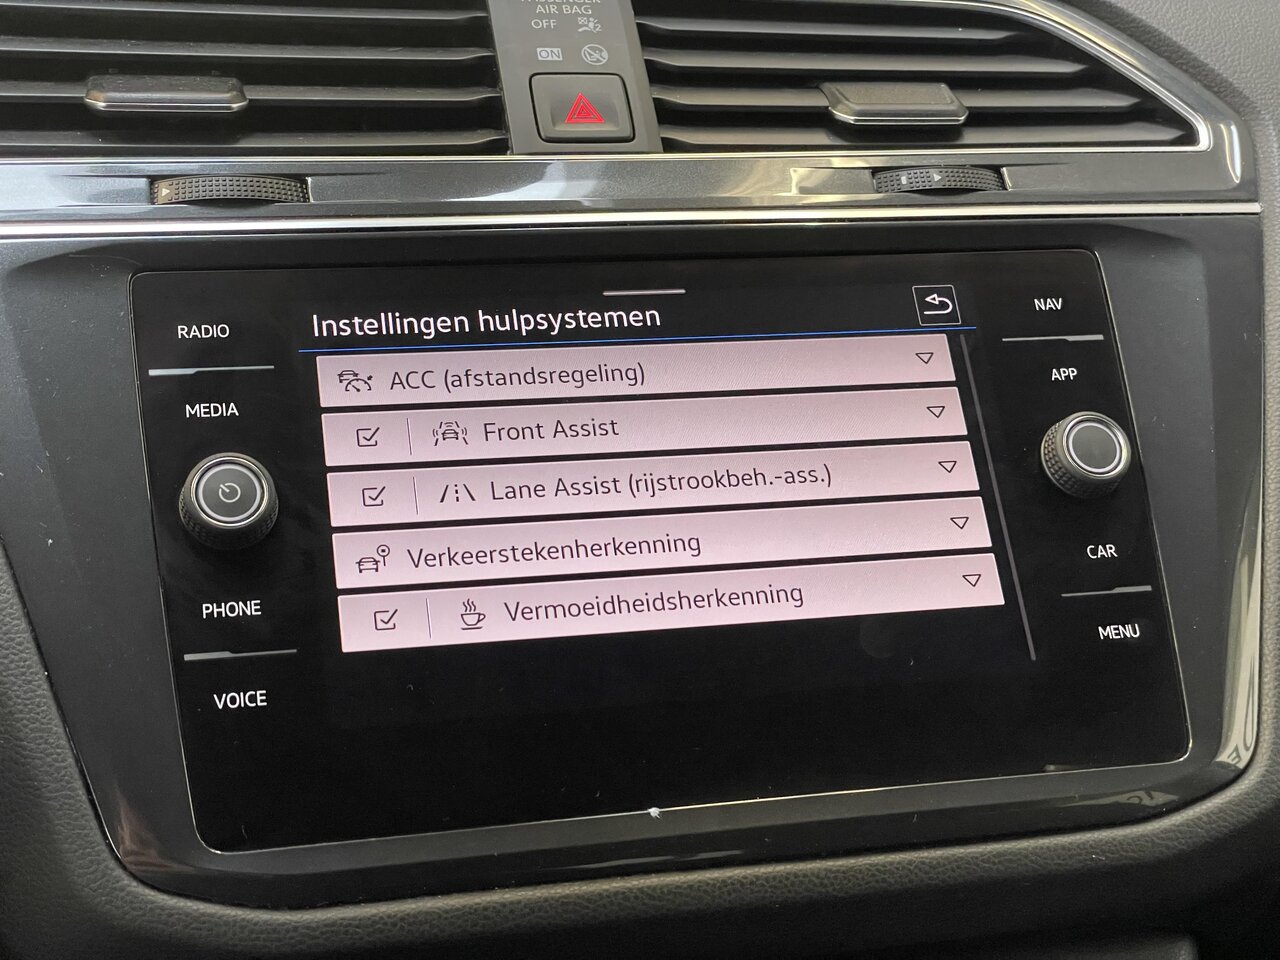 PASSENGER
AIR BAG
OFF
ON
RADIO
MEDIA
PHONE
VOICE
Instellingen hulpsystemen
ACC (afstandsregeling)
Front Assist
Lane Assist (rijstrookbeh.-ass.)
Verkeerstekenherkenning
Vermoeidheidsherkenning
NAV
APP
CAR
MENU